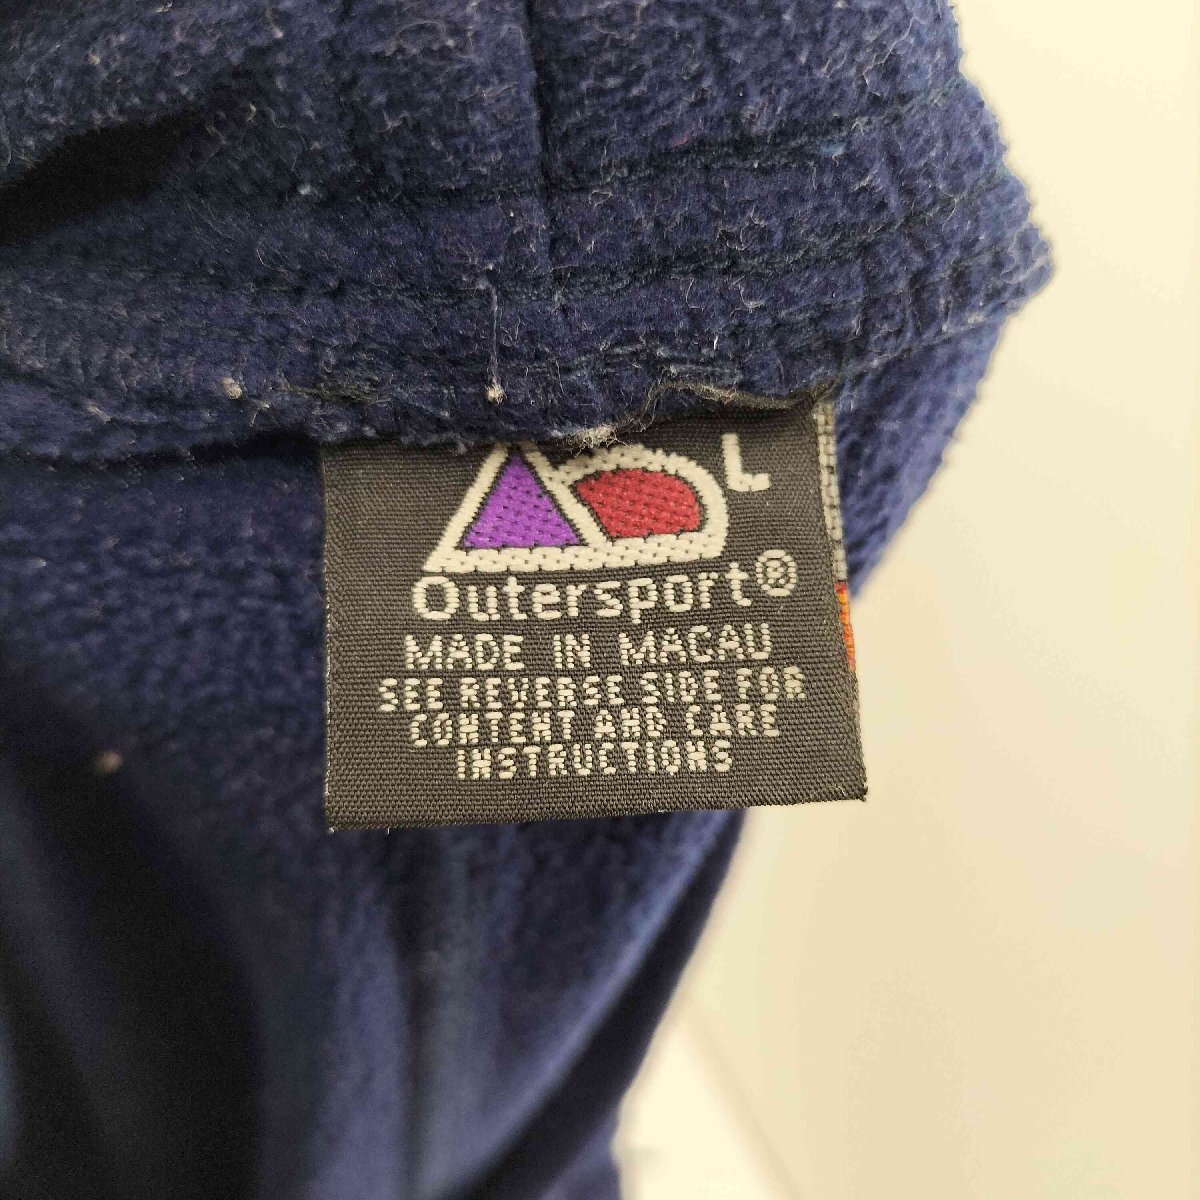 L
Outersport®
MADE IN MACAU
SEE REVERSE SIDE FOR
CONTENT AND CARE
INSTRUCTIONS